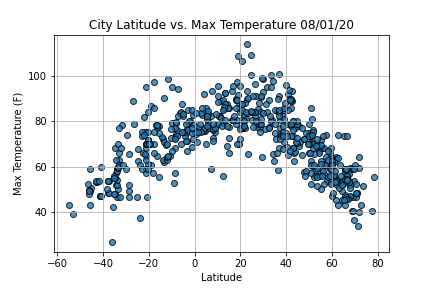 City Latitude vs. Max Temperature 08/01/20
Max Temperature (F)
100
80
60
40
−60 −40 −20 0 20 40 60 80
Latitude